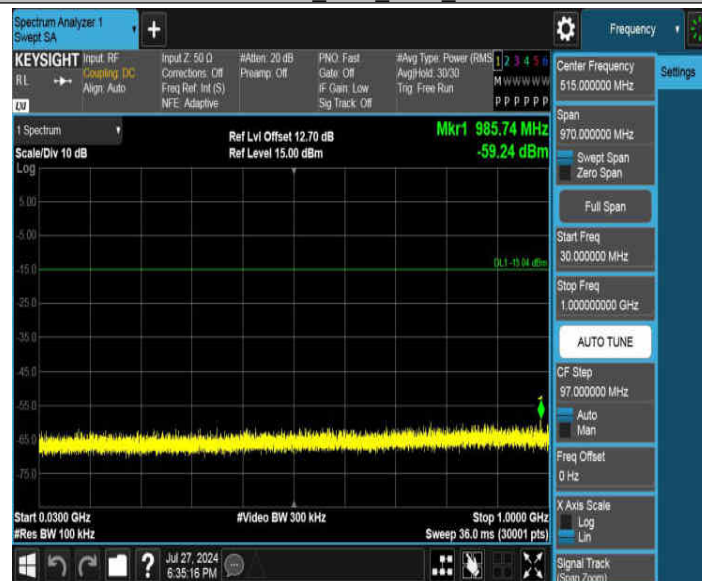 Spectrum Analyzer 1
Swept SA
+
Frequency
KEYSIGHT
RL
LXI
Input: RF
Coupling: DC
Align: Auto
Input Z: 50 Ω
Corrections: Off
Freq Ref: Int (S)
NFE: Adaptive
#Atten: 20 dB
Preamp: Off
PNO: Fast
Gate: Off
IF Gain: Low
Sig Track: Off
#Avg Type: Power (RMS
Avg|Hold: 30/30
Trig: Free Run
1 2 3 4 5 6
M W W W W W
P P P P P P
1 Spectrum
Scale/Div 10 dB
Log
Ref Lvl Offset 12.70 dB
Ref Level 15.00 dBm
Mkr1 985.74 MHz
-59.24 dBm
5.00
-5.00
-15.0
DL1 -15.04 dBm
-25.0
-35.0
-45.0
-55.0
-65.0
-75.0
Start 0.0300 GHz
#Res BW 100 kHz
#Video BW 300 kHz
Stop 1.0000 GHz
Sweep 36.0 ms (30001 pts)
Jul 27, 2024
6:35:16 PM
Center Frequency
515.000000 MHz
Settings
Span
970.000000 MHz
Swept Span
Zero Span
Full Span
Start Freq
30.000000 MHz
Stop Freq
1.000000000 GHz
AUTO TUNE
CF Step
97.000000 MHz
Auto
Man
Freq Offset
0 Hz
X Axis Scale
Log
Lin
Signal Track
(Span Zoom)